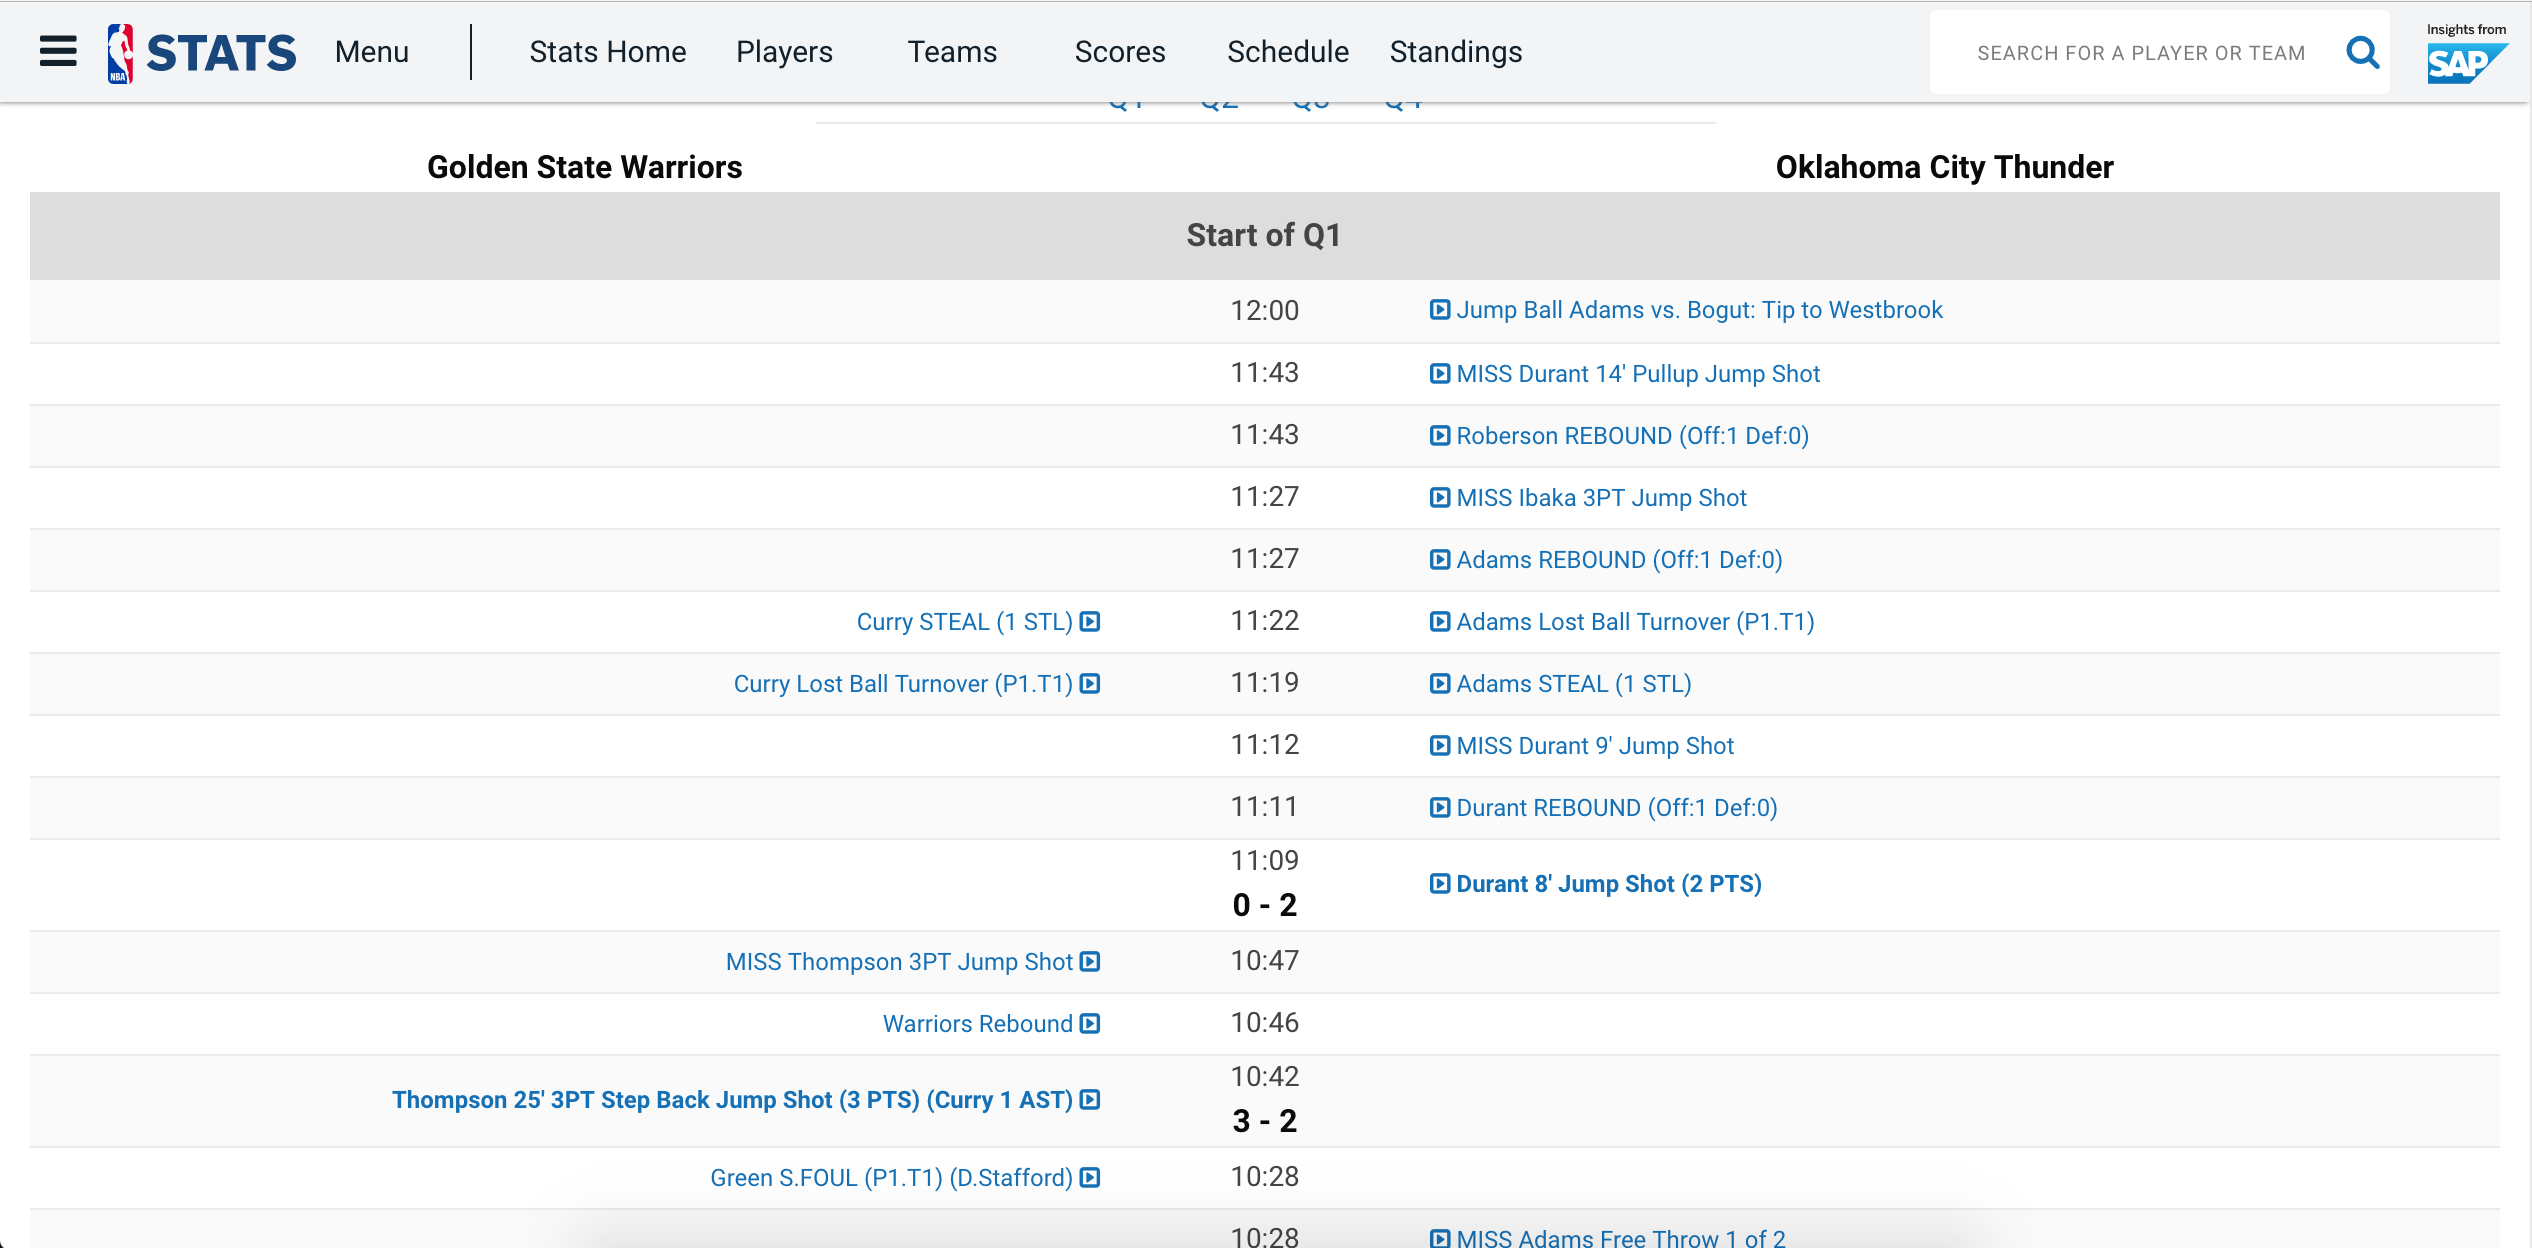 NBA STATS Menu Stats Home Players Teams Scores Schedule Standings SEARCH FOR A PLAYER OR TEAM Insights from SAP
Q1 Q2 Q3 Q4
Golden State Warriors Oklahoma City Thunder
Start of Q1
12:00 Jump Ball Adams vs. Bogut: Tip to Westbrook
11:43 MISS Durant 14' Pullup Jump Shot
11:43 Roberson REBOUND (Off:1 Def:0)
11:27 MISS Ibaka 3PT Jump Shot
11:27 Adams REBOUND (Off:1 Def:0)
Curry STEAL (1 STL) 11:22 Adams Lost Ball Turnover (P1.T1)
Curry Lost Ball Turnover (P1.T1) 11:19 Adams STEAL (1 STL)
11:12 MISS Durant 9' Jump Shot
11:11 Durant REBOUND (Off:1 Def:0)
11:09
0 - 2 Durant 8' Jump Shot (2 PTS)
MISS Thompson 3PT Jump Shot 10:47
Warriors Rebound 10:46
10:42
Thompson 25' 3PT Step Back Jump Shot (3 PTS) (Curry 1 AST) 3 - 2
Green S.FOUL (P1.T1) (D.Stafford) 10:28
10:28 MISS Adams Free Throw 1 of 2